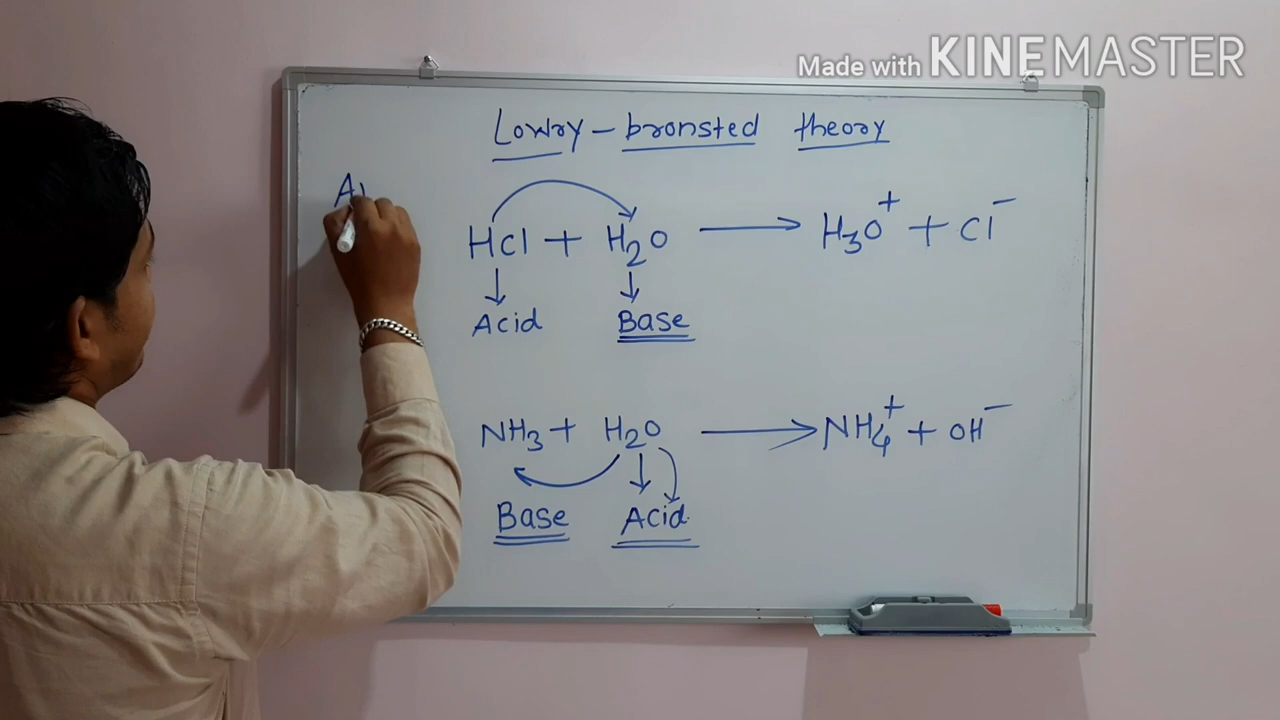 Made with KINEMASTER
Lowry - bronsted theory
HCl + H2O → H3O+ + Cl-
Acid Base
NH3 + H2O → NH4+ + OH-
Base Acid